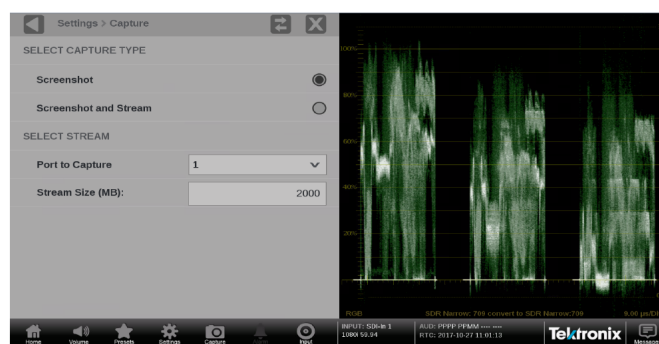 Settings > Capture
SELECT CAPTURE TYPE
Screenshot
Screenshot and Stream
SELECT STREAM
Port to Capture
1
Stream Size (MB):
2000
100%
80%
60%
40%
20%
RGB
SDR Narrow: 709 convert to SDR Narrow:709
Home
Volume
Presets
Settings
Capture
Input
INPUT: SDI-in 1
1080i 59.94
AUD: PPPP PPMM ---- ----
RTC: 2017-10-27 11:01:13
Tektronix